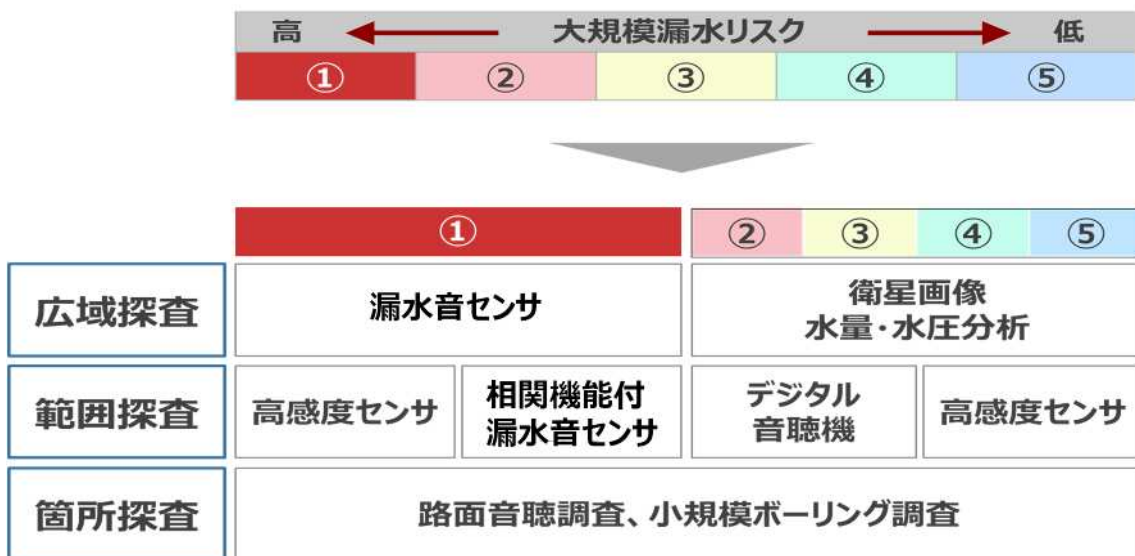 高 大規模漏水リスク 低
① ② ③ ④ ⑤
① ② ③ ④ ⑤
広域探査
漏水音センサ
衛星画像
水量・水圧分析
範囲探査
高感度センサ
相関機能付
漏水音センサ
デジタル
音聴機
高感度センサ
箇所探査
路面音聴調査、小規模ボーリング調査